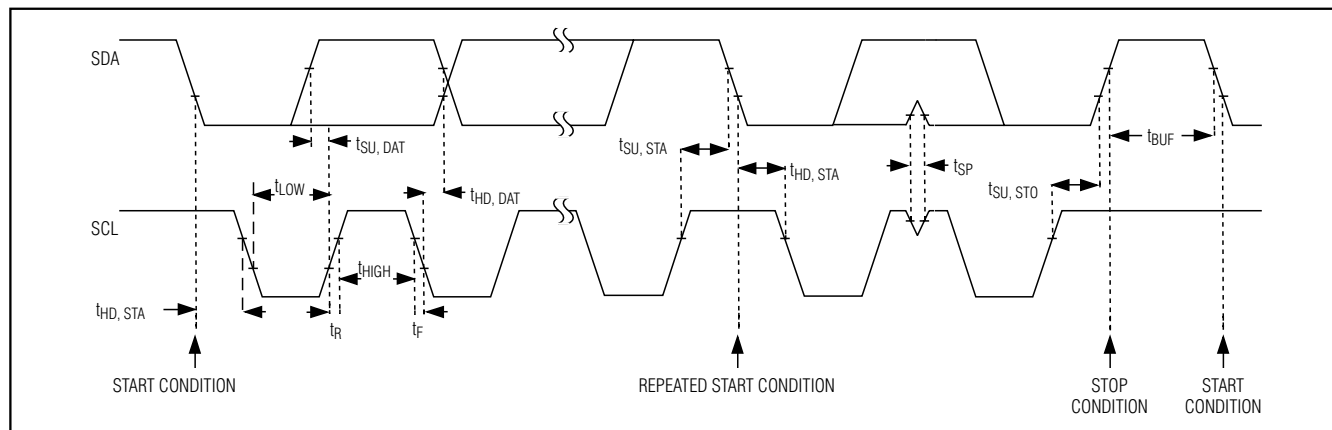 SDA
tSU, DAT
tSU, STA
tBUF
tLOW
tHD, DAT
tHD, STA
tSP
tSU, STO
SCL
tHIGH
tHD, STA
tR
tF
START CONDITION
REPEATED START CONDITION
STOP
CONDITION
START
CONDITION